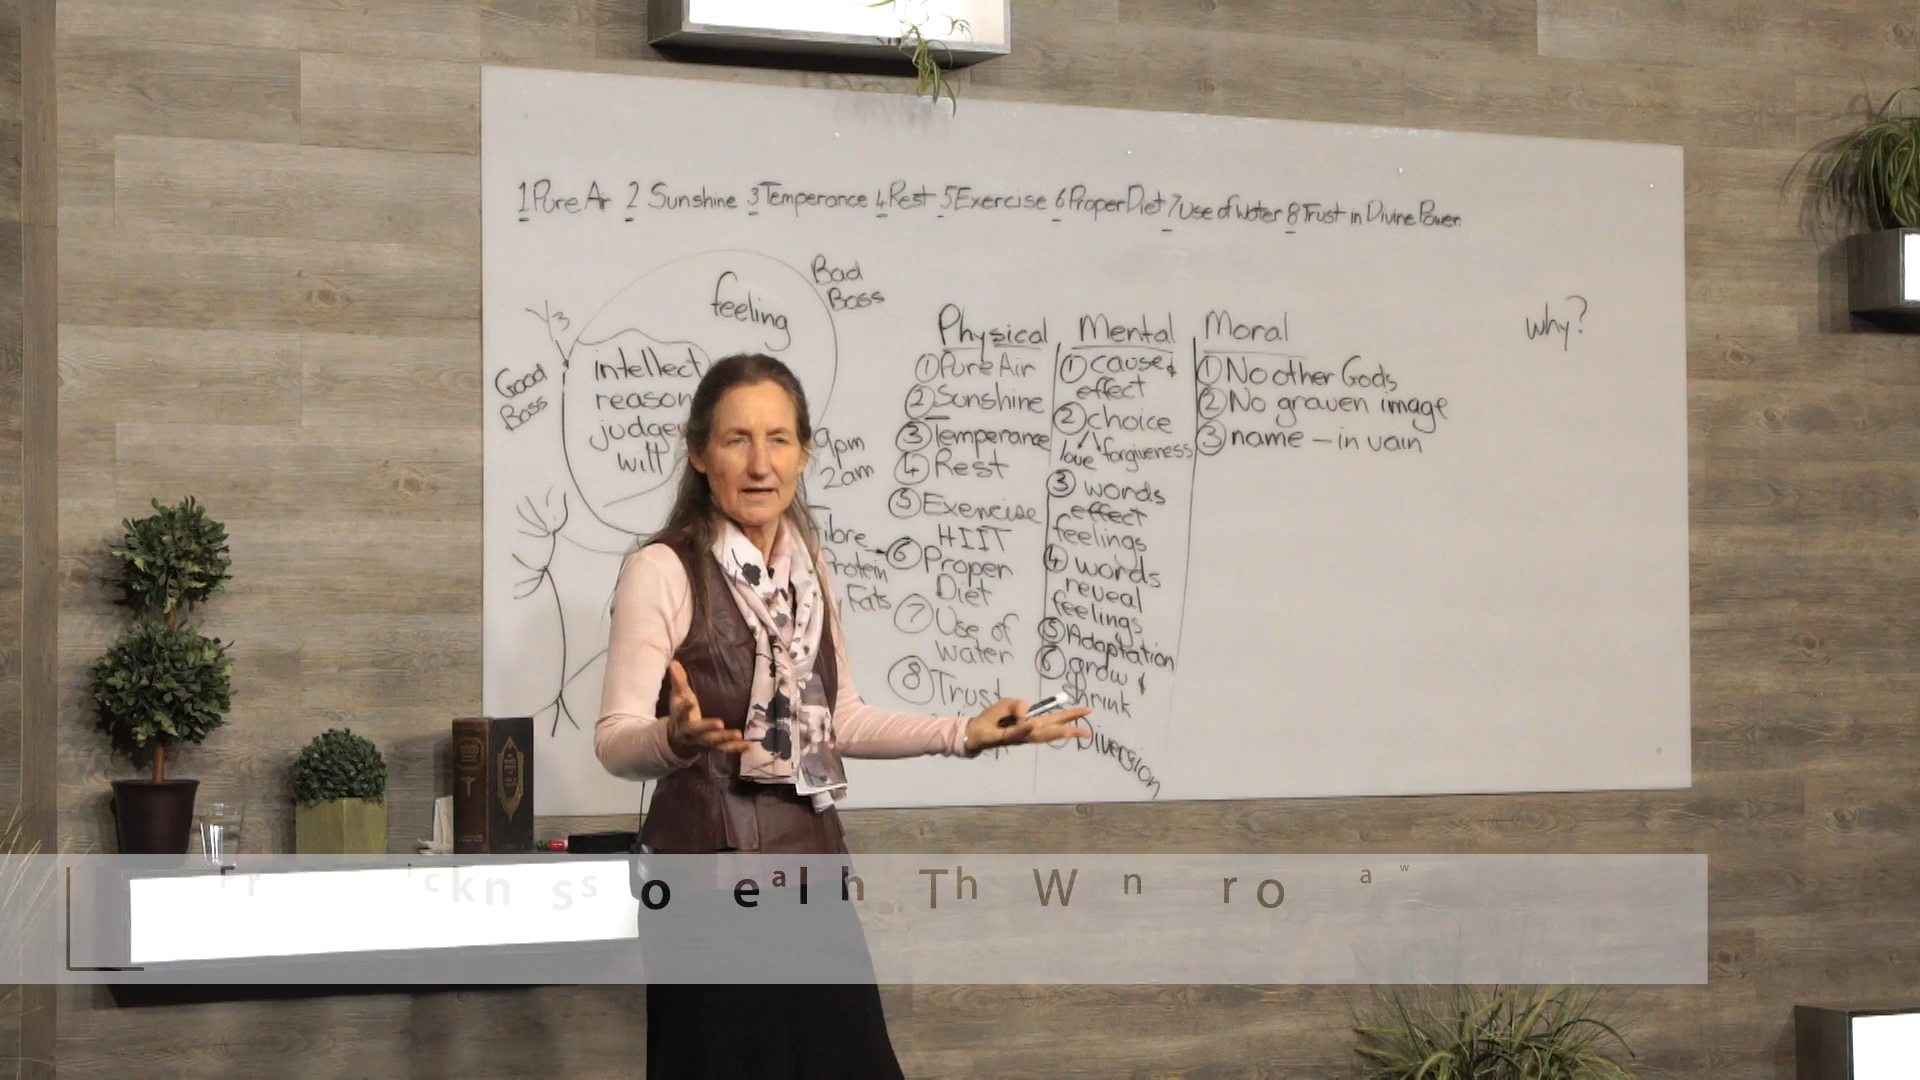 1 Pure Air 2 Sunshine 3 Temperance 4 Rest 5 Exercise 6 Proper Diet 7 Use of Water 8 Trust in Divine Power
feeling
Bad
Boss
1/3
Good
Boss
intellect
reason
judge
will
9pm
2am
Fibre
Protein
Fats
Physical
① Pure Air
② Sunshine
③ Temperance
④ Rest
⑤ Exercise
HIIT
⑥ Proper
Diet
⑦ Use of
water
⑧ Trust
Mental
① cause &
effect
② choice
love forgiveness
③ words
effect
feelings
④ words
reveal
feelings
⑤ Adaptation
⑥ grow &
shrink
Diversion
Moral
① No other Gods
② No graven image
③ name – in vain
why?